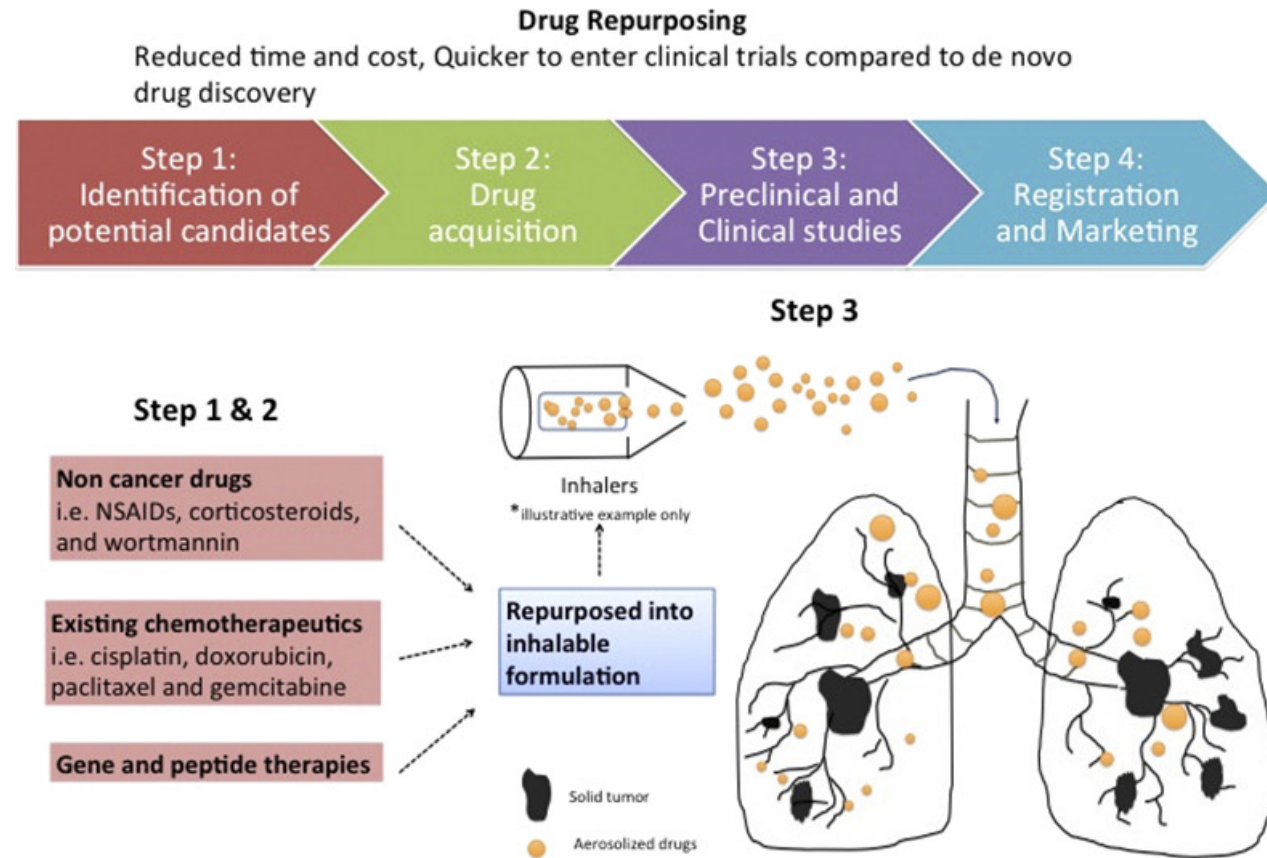 Drug Repurposing
Reduced time and cost, Quicker to enter clinical trials compared to de novo
drug discovery
Step 1:
Identification of
potential candidates
Step 2:
Drug
acquisition
Step 3:
Preclinical and
Clinical studies
Step 4:
Registration
and Marketing
Step 3
Step 1 & 2
Non cancer drugs
i.e. NSAIDs, corticosteroids,
and wortmannin
Existing chemotherapeutics
i.e. cisplatin, doxorubicin,
paclitaxel and gemcitabine
Gene and peptide therapies
Inhalers
*illustrative example only
Repurposed into
inhalable
formulation
Solid tumor
Aerosolized drugs